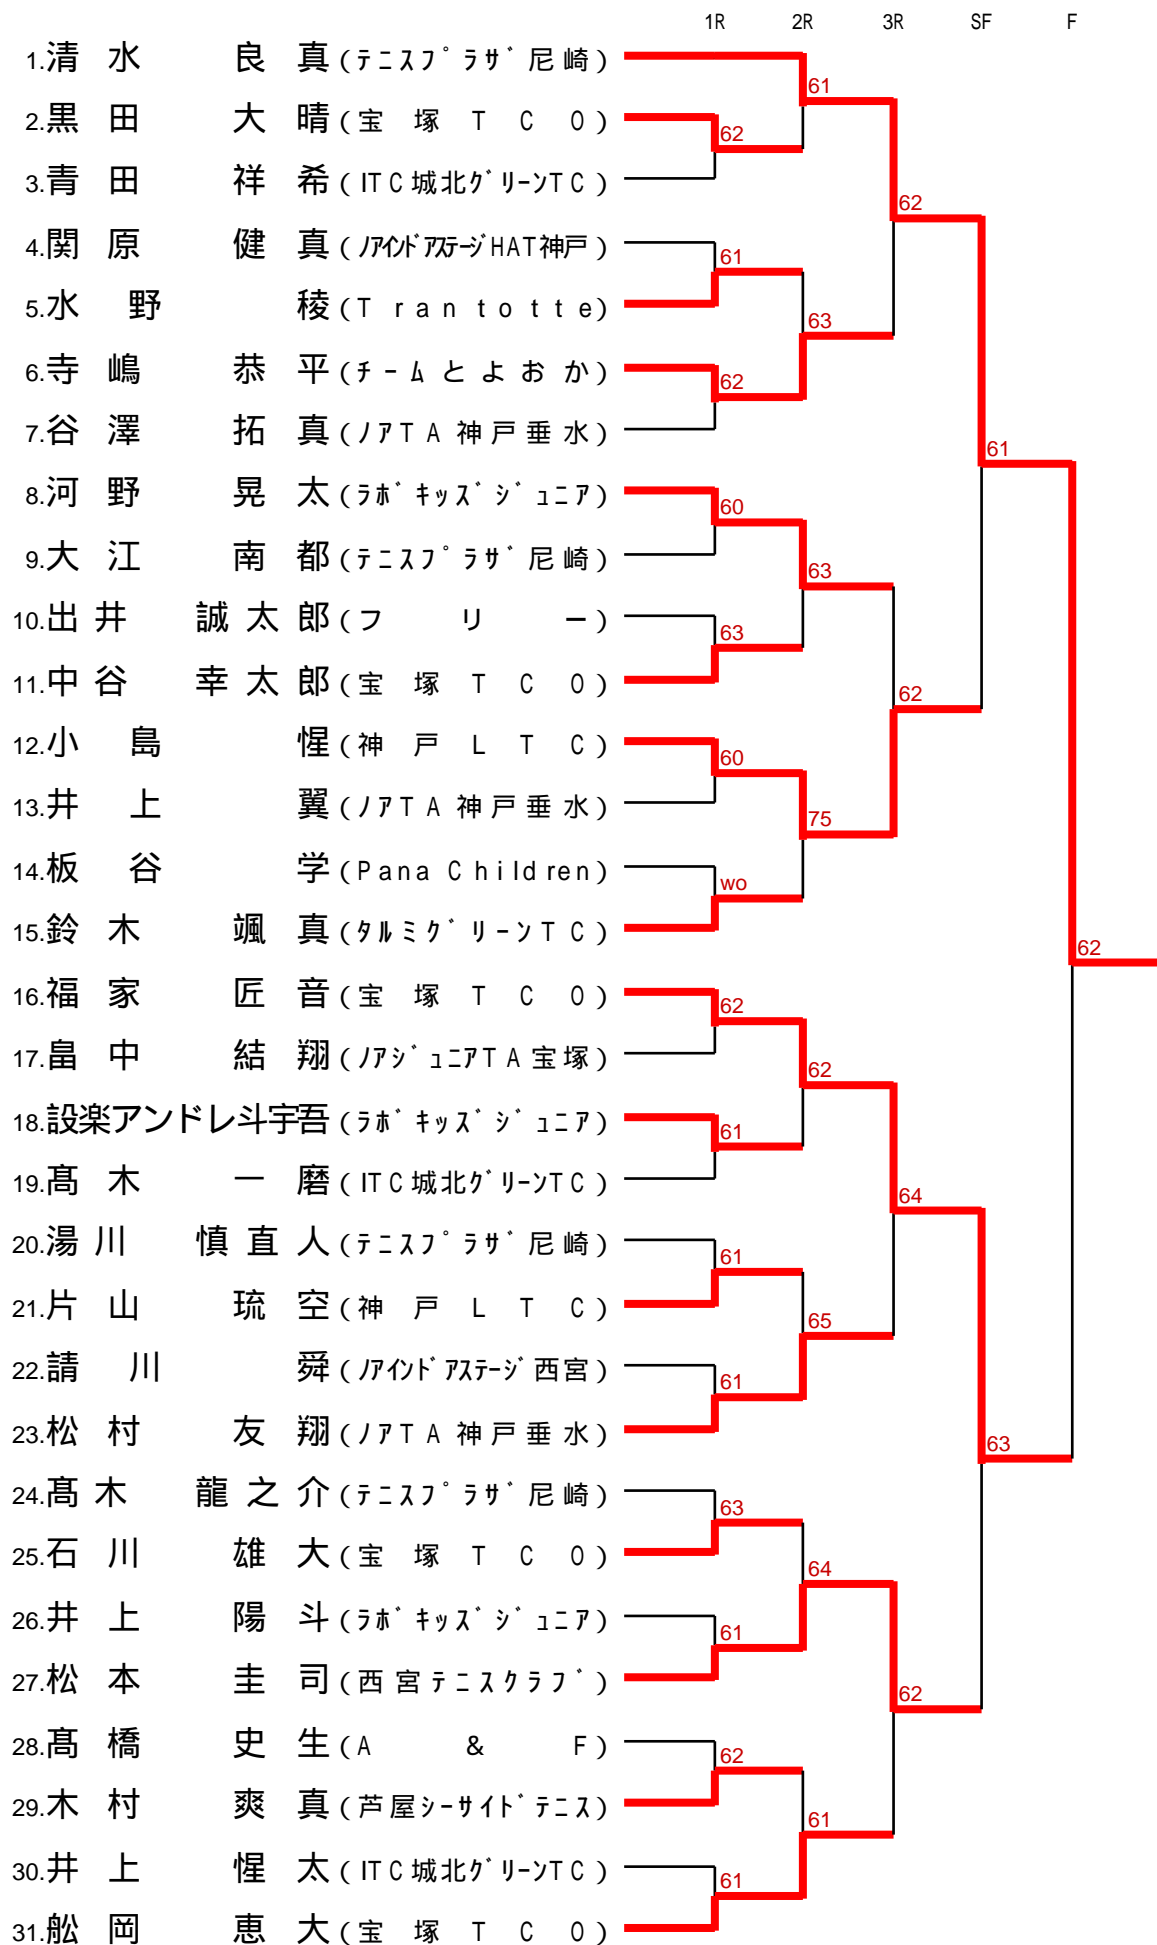 1R 2R 3R SF F
1.清水 良真(テニスプラザ尼崎)
61
2.黒田 大晴(宝塚TCO)
62
3.青田 祥希(ITC城北グリーンTC)
62
4.関原 健真(ノアインドアステージHAT神戸)
61
5.水野 稜(Trantotte)
63
6.寺嶋 恭平(チームとよおか)
62
7.谷澤 拓真(ノアTA神戸垂水)
61
8.河野 晃太(ラボキッズジュニア)
60
9.大江 南都(テニスプラザ尼崎)
63
10.出井 誠太郎(フリー)
63
11.中谷 幸太郎(宝塚TCO)
62
12.小島 惺(神戸LTC)
60
13.井上 翼(ノアTA神戸垂水)
75
14.板谷 学(Pana Children)
wo
15.鈴木 颯真(タルミグリーンTC)
62
16.福家 匠音(宝塚TCO)
62
17.畠中 結翔(ノアジュニアTA宝塚)
62
18.設楽アンドレ斗宇吾(ラボキッズジュニア)
61
19.髙木 一磨(ITC城北グリーンTC)
64
20.湯川 慎直人(テニスプラザ尼崎)
61
21.片山 琉空(神戸LTC)
65
22.請川 舜(ノアインドアステージ西宮)
61
23.松村 友翔(ノアTA神戸垂水)
63
24.髙木 龍之介(テニスプラザ尼崎)
63
25.石川 雄大(宝塚TCO)
64
26.井上 陽斗(ラボキッズジュニア)
61
27.松本 圭司(西宮テニスクラブ)
62
28.髙橋 史生(A&F)
62
29.木村 爽真(芦屋シーサイドテニス)
61
30.井上 惺太(ITC城北グリーンTC)
61
31.舩岡 恵大(宝塚TCO)